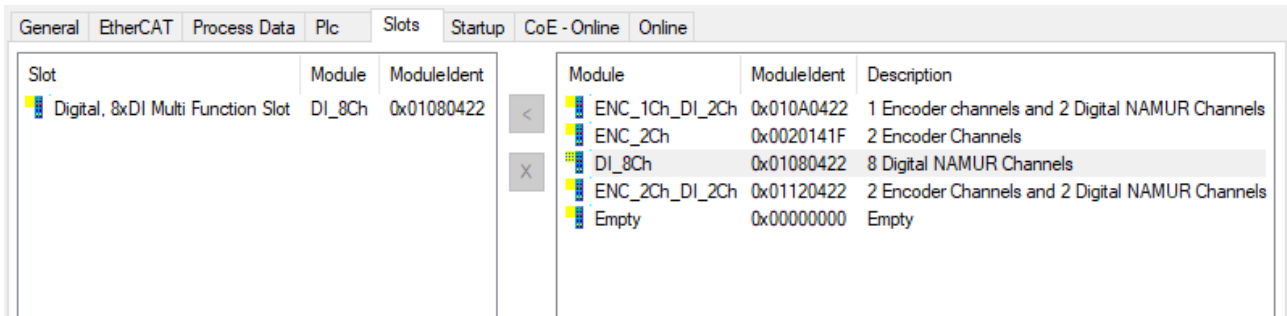 General EtherCAT Process Data Plc Slots Startup CoE - Online Online
Slot Module ModuleIdent
Digital, 8xDI Multi Function Slot DI_8Ch 0x01080422
<
X
Module ModuleIdent Description
ENC_1Ch_DI_2Ch 0x010A0422 1 Encoder channels and 2 Digital NAMUR Channels
ENC_2Ch 0x0020141F 2 Encoder Channels
DI_8Ch 0x01080422 8 Digital NAMUR Channels
ENC_2Ch_DI_2Ch 0x01120422 2 Encoder Channels and 2 Digital NAMUR Channels
Empty 0x00000000 Empty